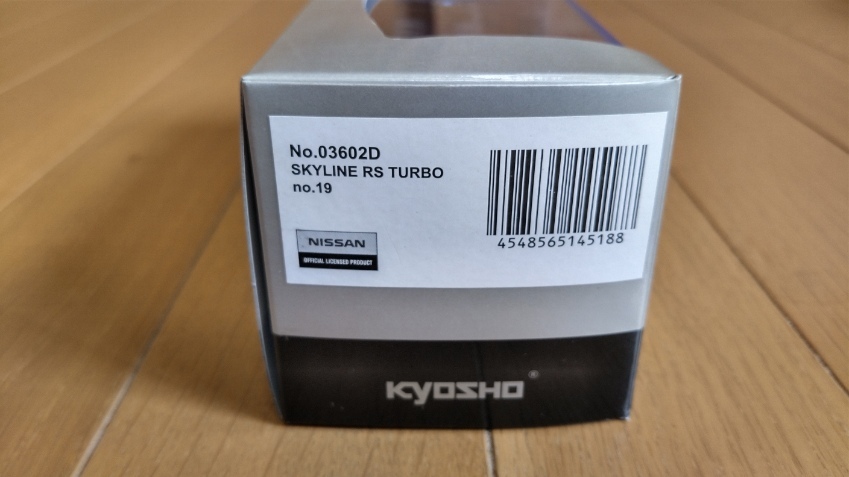 No.03602D
SKYLINE RS TURBO
no.19
4548565145188
NISSAN
OFFICIAL LICENSED PRODUCT
KYOSHO®